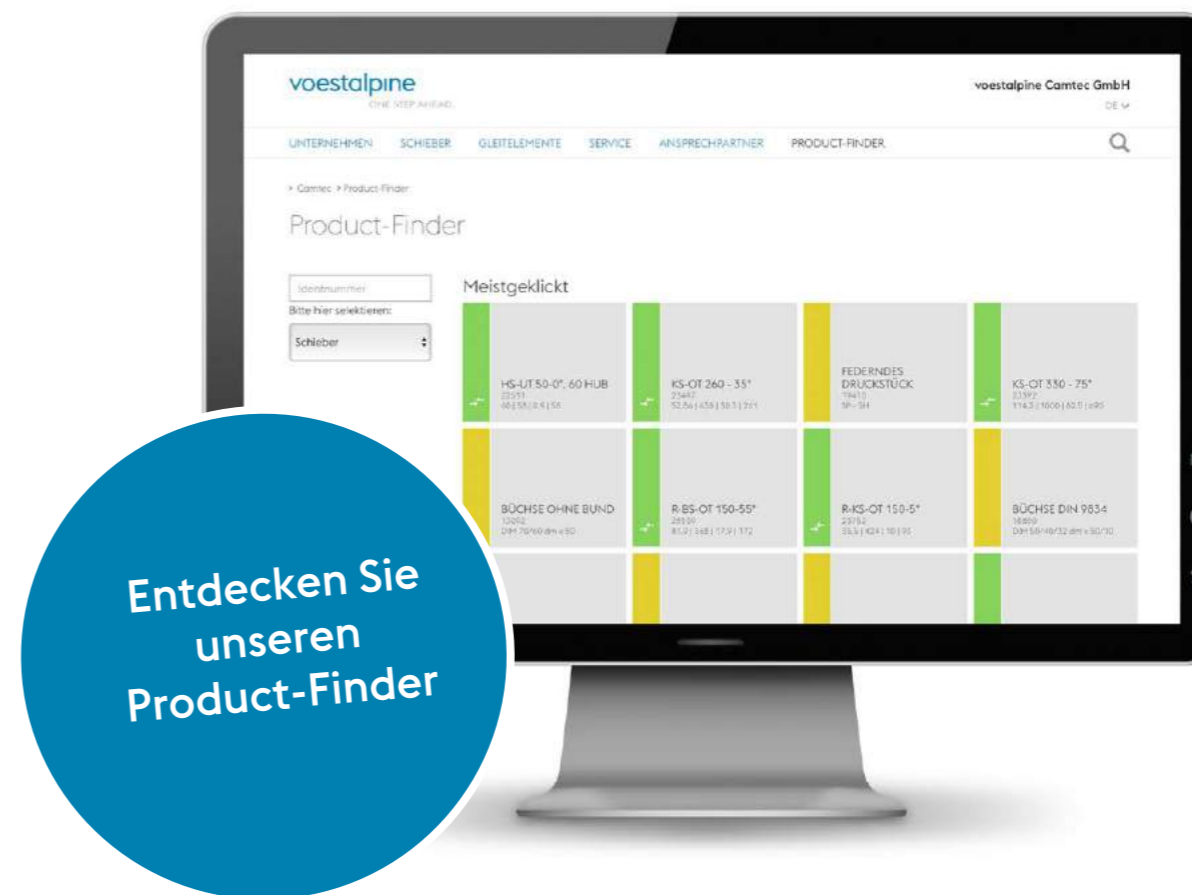 voestalpine
ONE STEP AHEAD.
voestalpine Camtec GmbH
DE
UNTERNEHMEN SCHIEBER GLEITELEMENTE SERVICE ANSPRECHPARTNER PRODUCT-FINDER
> Camtec > Product-Finder
Product-Finder
Identnummer
Bitte hier selektieren:
Schieber
Meistgeklickt
HS-UT 50-0°, 60 HUB
KS-OT 260 - 35°
FEDERNDES
DRUCKSTÜCK
SP - SH
KS-OT 330 - 75°
BÜCHSE OHNE BUND
R-BS-OT 150-55°
R-KS-OT 150-5°
BÜCHSE DIN 9834
Entdecken Sie
unseren
Product-Finder